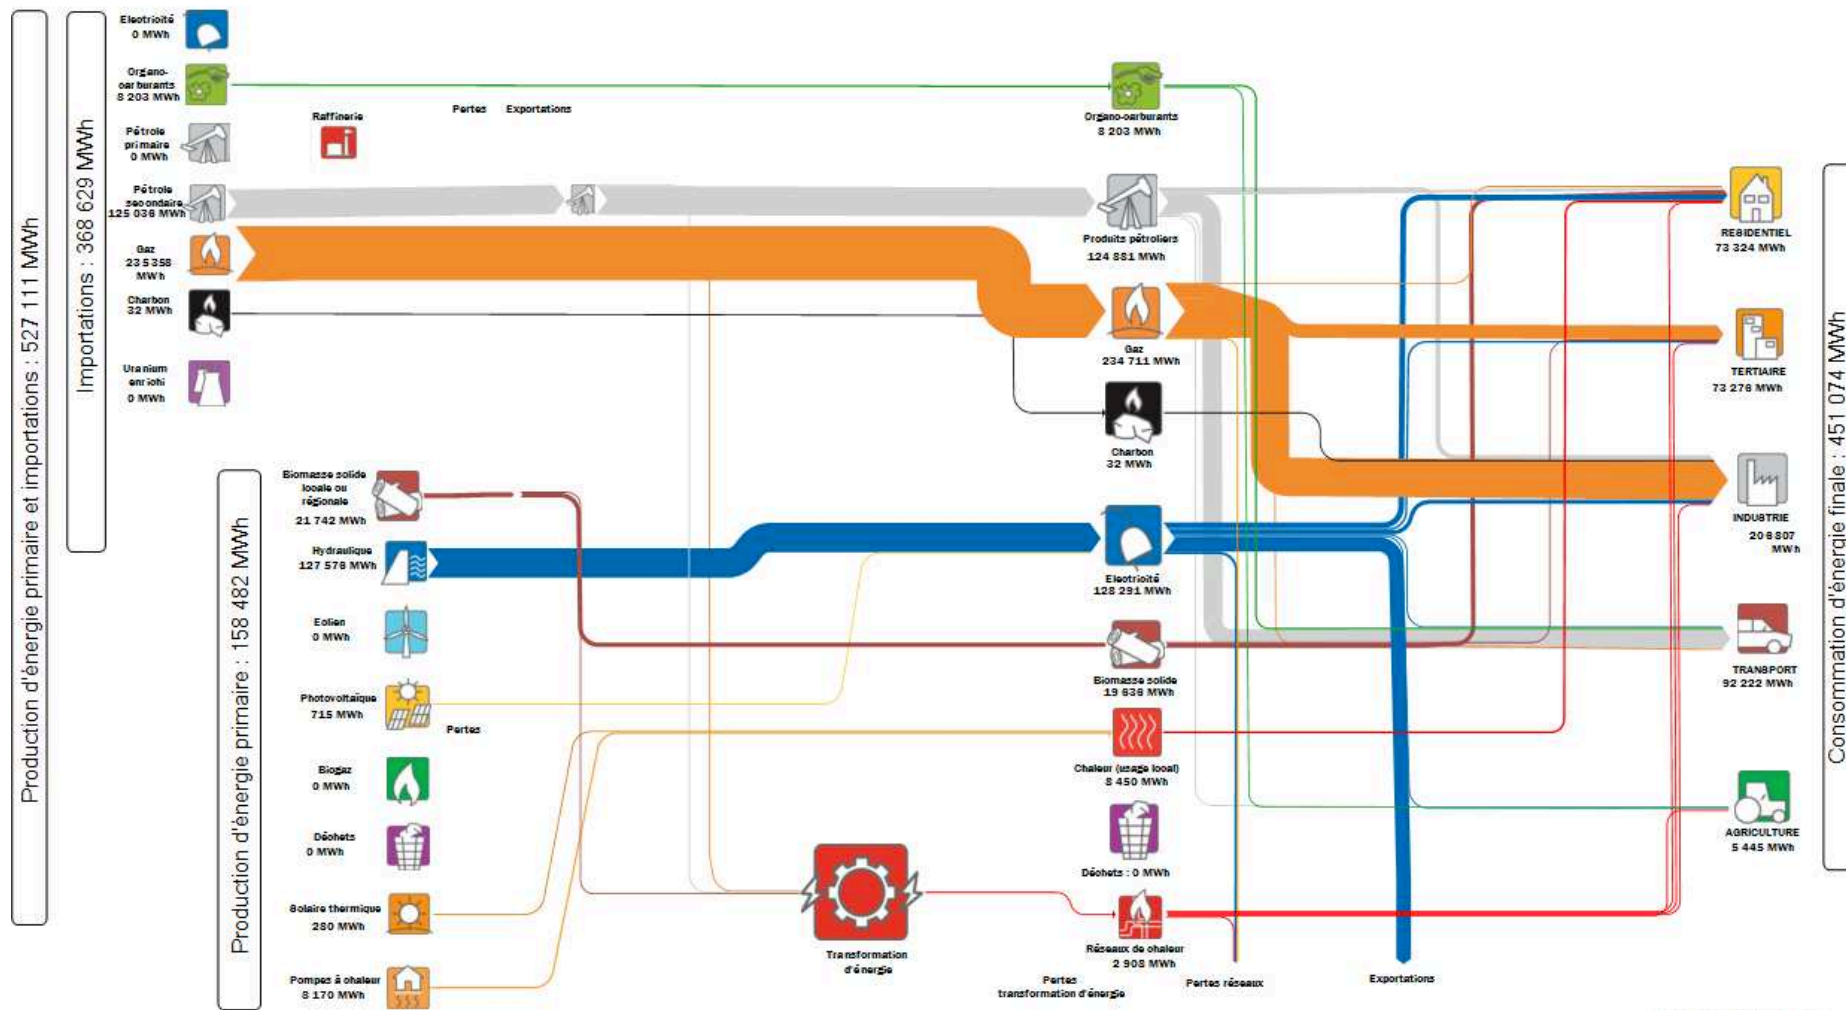 Production d'énergie primaire et importations : 527 111 MWh
Importations : 368 629 MWh
Electricité
0 MWh
Organo-
carburants
8 203 MWh
Pétrole
primaire
0 MWh
Pétrole
secondaire
125 036 MWh
Gaz
235 358
MWh
Charbon
32 MWh
Uranium
enrichi
0 MWh
Raffinerie
Pertes
Exportations
Production d'énergie primaire : 158 482 MWh
Biomasse solide
locale ou
régionale
21 742 MWh
Hydraulique
127 576 MWh
Eolien
0 MWh
Photovoltaïque
715 MWh
Pertes
Biogaz
0 MWh
Déchets
0 MWh
Solaire thermique
280 MWh
Pompes à chaleur
8 170 MWh
Transformation
d'énergie
Organo-carburants
8 203 MWh
Produits pétroliers
124 881 MWh
Gaz
234 711 MWh
Charbon
32 MWh
Electricité
128 291 MWh
Biomasse solide
19 636 MWh
Chaleur (usage local)
8 450 MWh
Déchets : 0 MWh
Réseaux de chaleur
2 908 MWh
Pertes
transformation d'énergie
Pertes réseaux
Exportations
RESIDENTIEL
73 324 MWh
TERTIAIRE
73 276 MWh
INDUSTRIE
206 807
MWh
TRANSPORT
92 222 MWh
AGRICULTURE
5 445 MWh
Consommation d'énergie finale : 451 074 MWh